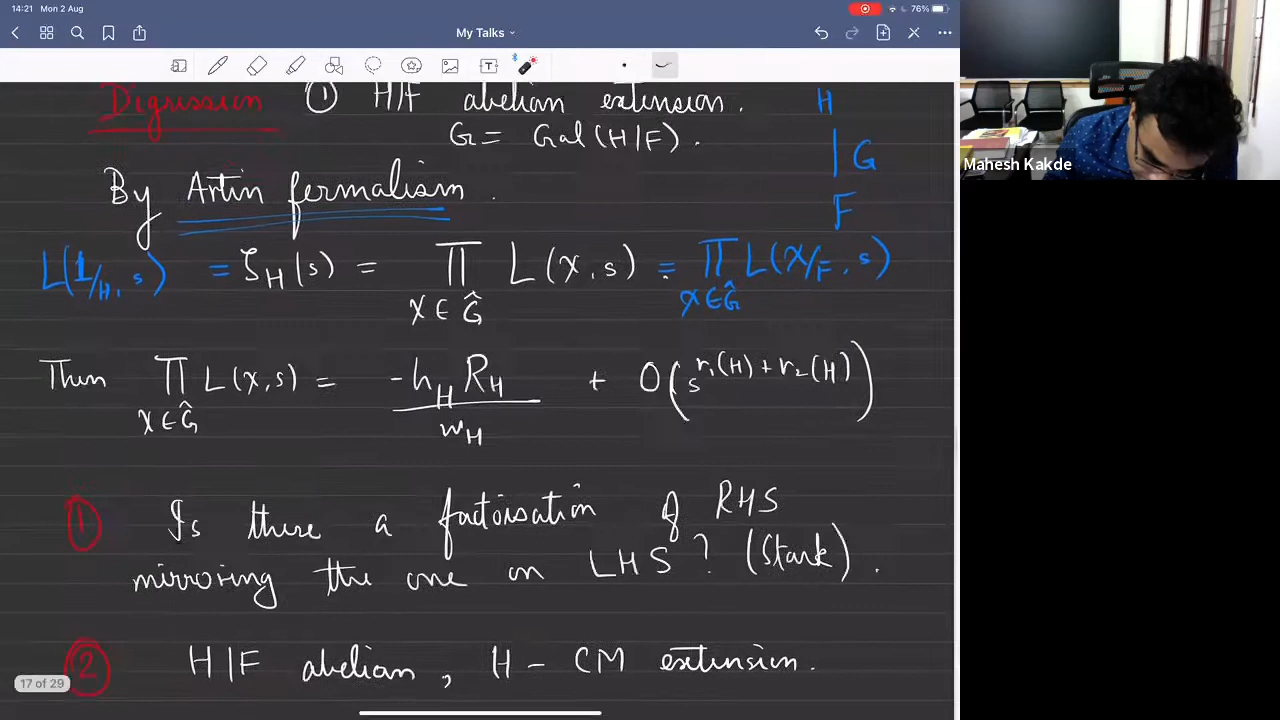 14:21 Mon 2 Aug
76%
My Talks
Digression ① H/F abelian extension.
G = Gal(H/F).
H
| G
F
By Artin formalism.
L(1/H, s) = ζ_H(s) = ∏_{χ∈Ĝ} L(χ,s) = ∏_{χ∈Ĝ} L(χ/F, s)
Then ∏_{χ∈Ĝ} L(χ,s) = -h_H R_H / w_H + O(s^{r_1(H)+r_2(H)})
① Is there a factorisation of RHS
mirroring the one on LHS? (Stark).
② H/F abelian, H - CM extension.
17 of 29
Mahesh Kakde